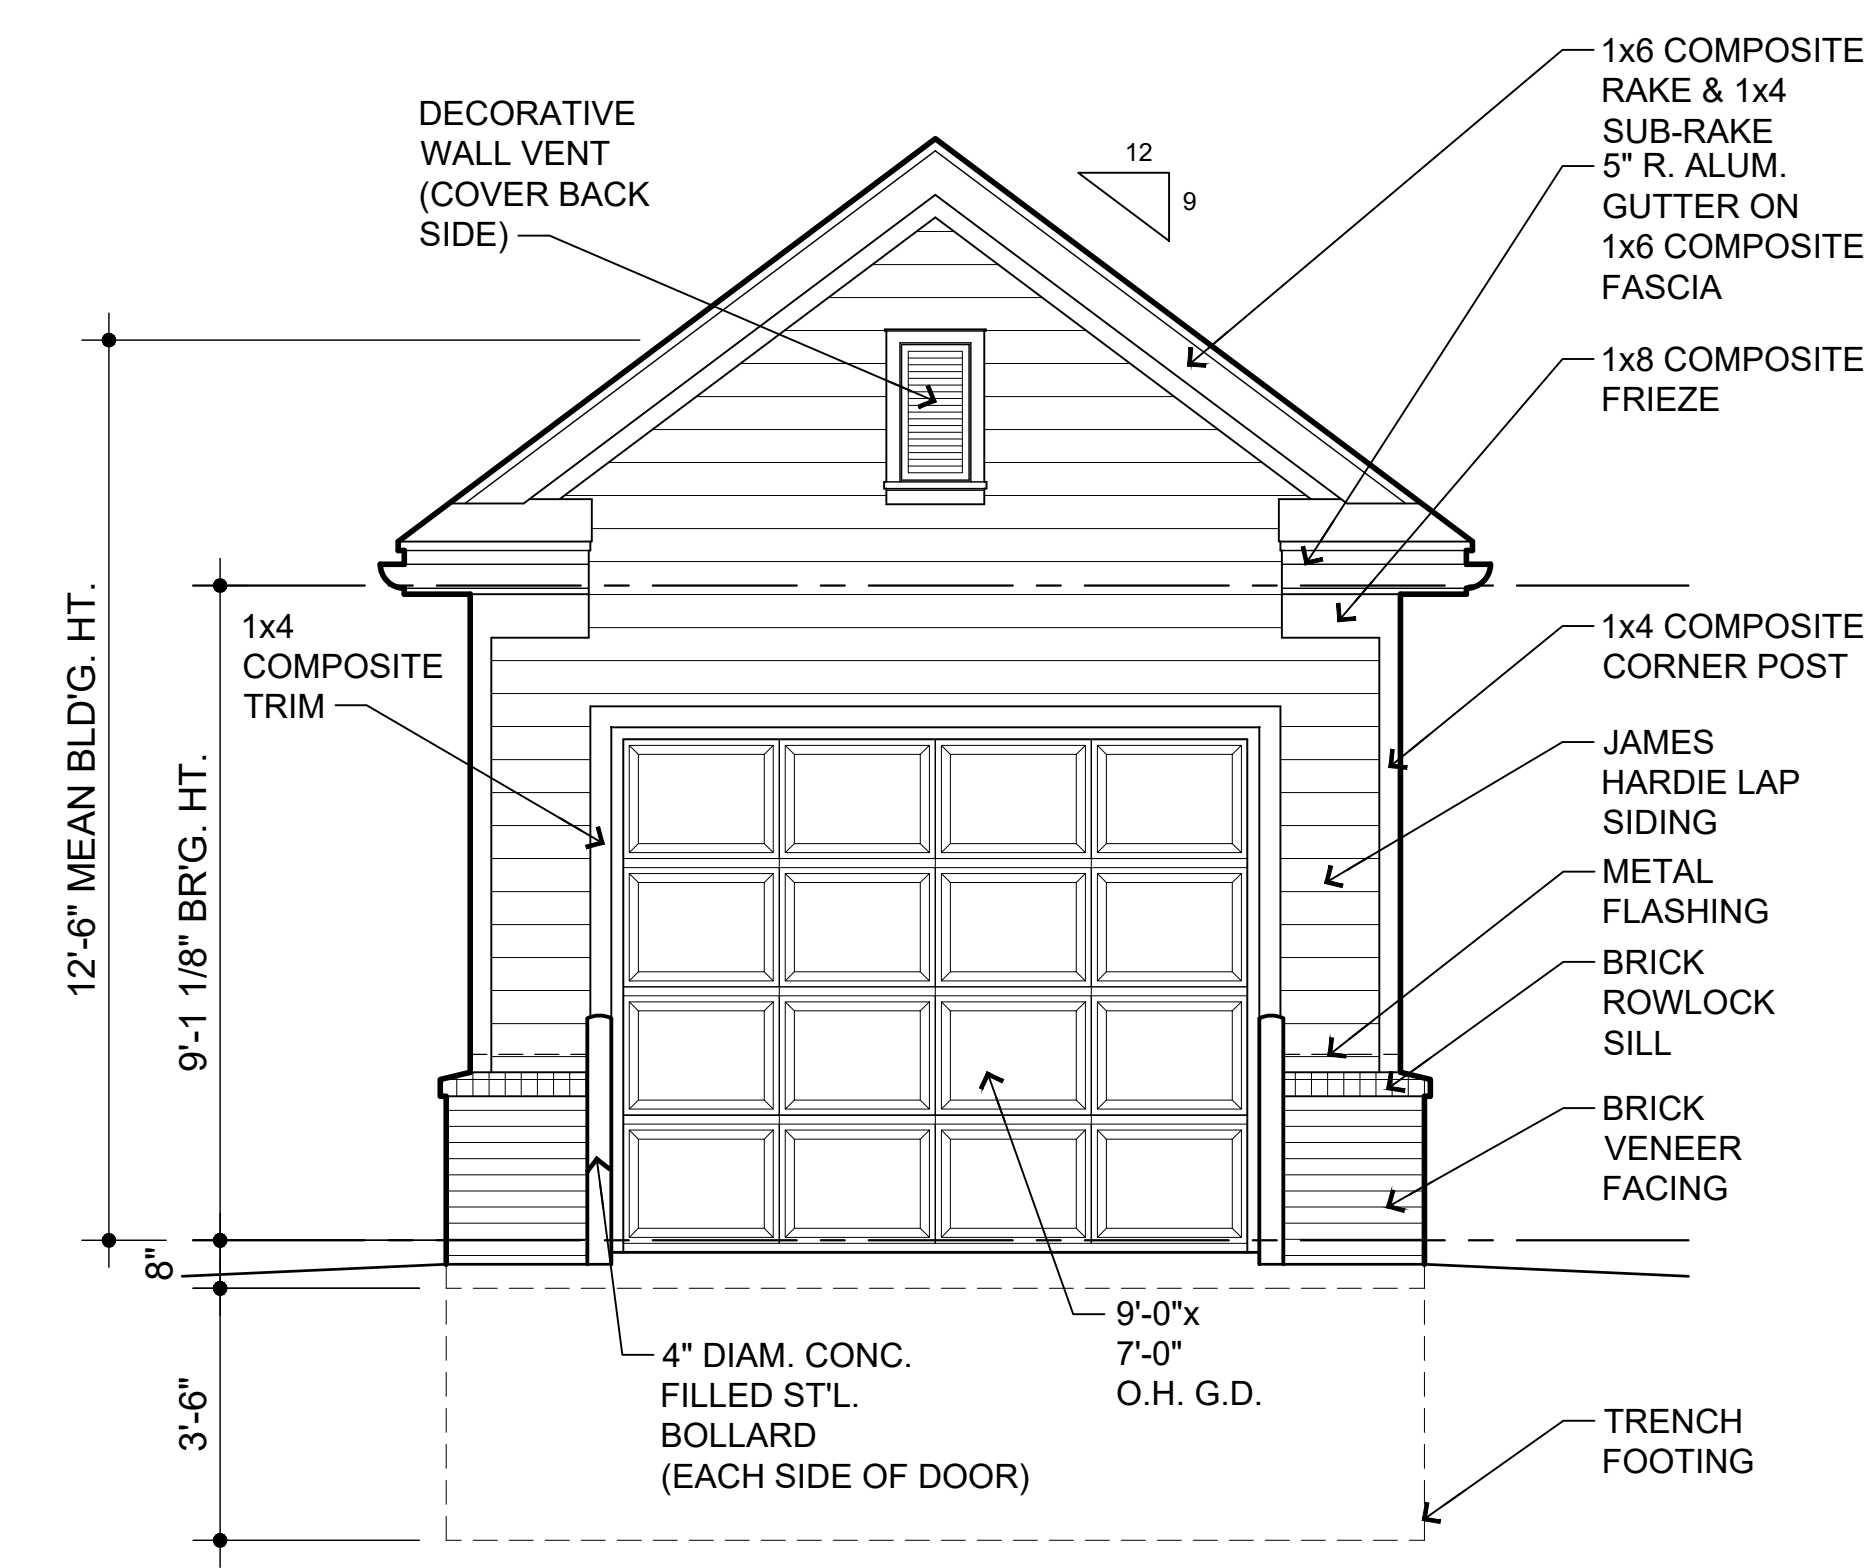 DECORATIVE
WALL VENT
(COVER BACK
SIDE)
12
9
1x6 COMPOSITE
RAKE & 1x4
SUB-RAKE
5" R. ALUM.
GUTTER ON
1x6 COMPOSITE
FASCIA
1x8 COMPOSITE
FRIEZE
12'-6" MEAN BLD'G. HT.
9'-1 1/8" BR'G. HT.
1x4
COMPOSITE
TRIM
1x4 COMPOSITE
CORNER POST
JAMES
HARDIE LAP
SIDING
METAL
FLASHING
BRICK
ROWLOCK
SILL
BRICK
VENEER
FACING
8"
3'-6"
4" DIAM. CONC.
FILLED ST'L.
BOLLARD
(EACH SIDE OF DOOR)
9'-0"x
7'-0"
O.H. G.D.
TRENCH
FOOTING